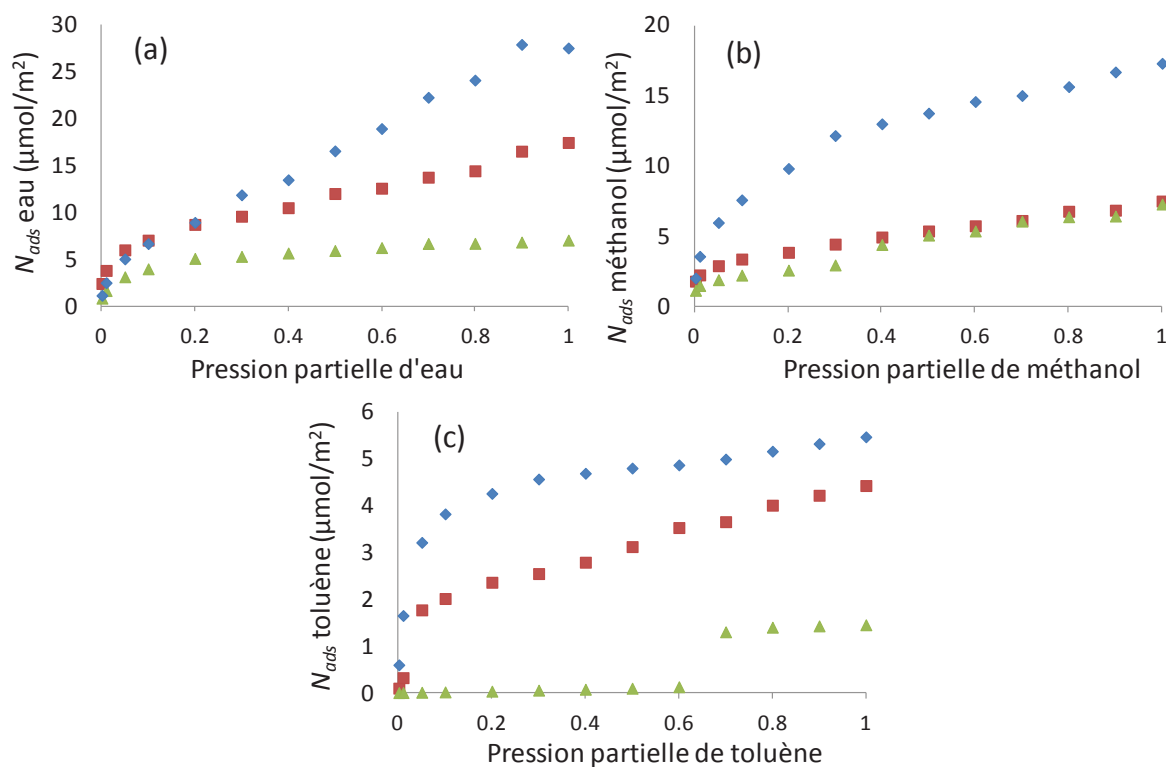 (a)
N_ads eau (µmol/m²)
30
25
20
15
10
5
0
0 0.2 0.4 0.6 0.8 1
Pression partielle d'eau
(b)
N_ads méthanol (µmol/m²)
20
15
10
5
0
0 0.2 0.4 0.6 0.8 1
Pression partielle de méthanol
(c)
N_ads toluène (µmol/m²)
6
5
4
3
2
1
0
0 0.2 0.4 0.6 0.8 1
Pression partielle de toluène